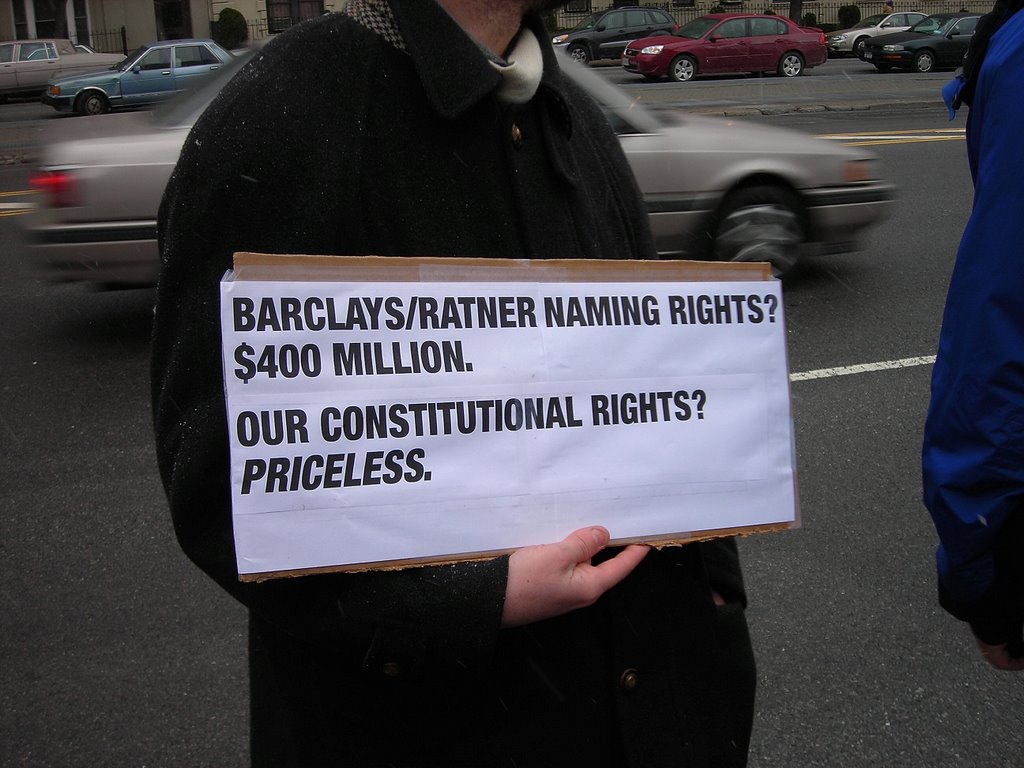 BARCLAYS/RATNER NAMING RIGHTS?
$400 MILLION.
OUR CONSTITUTIONAL RIGHTS?
PRICELESS.